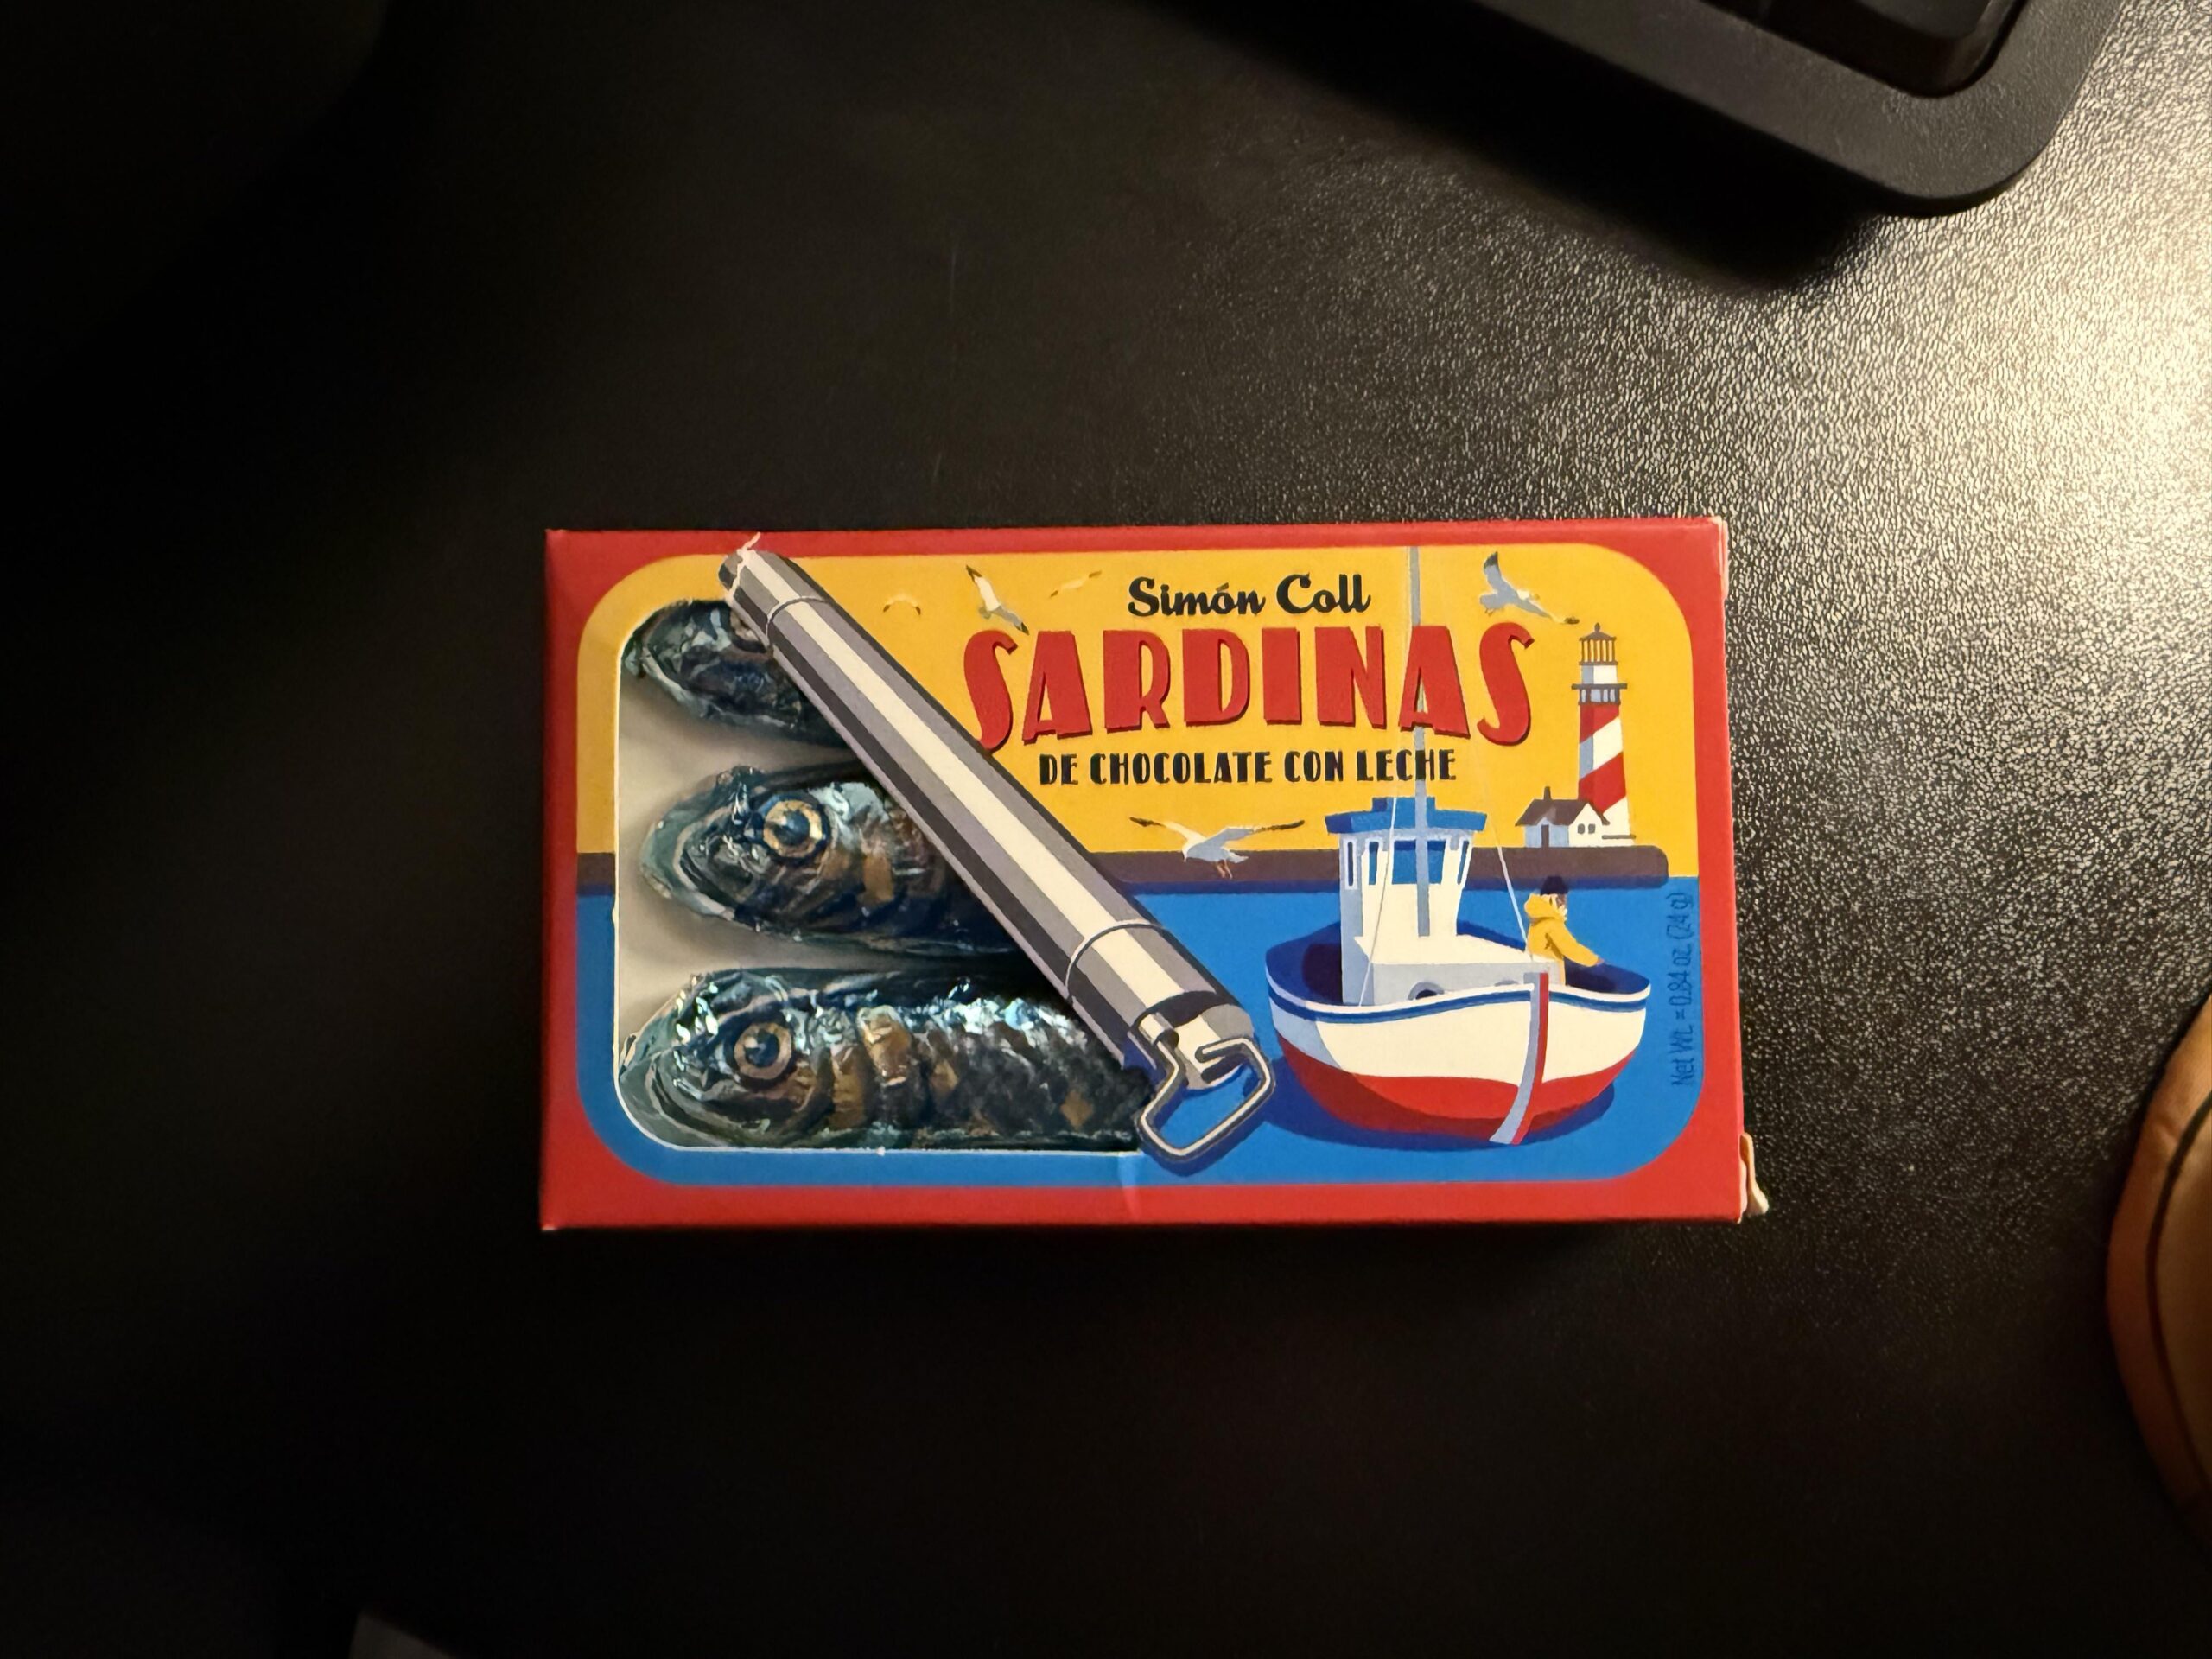 Simón Coll
SARDINAS
DE CHOCOLATE CON LECHE
Net Wt. = 0.84 oz. (24 g)